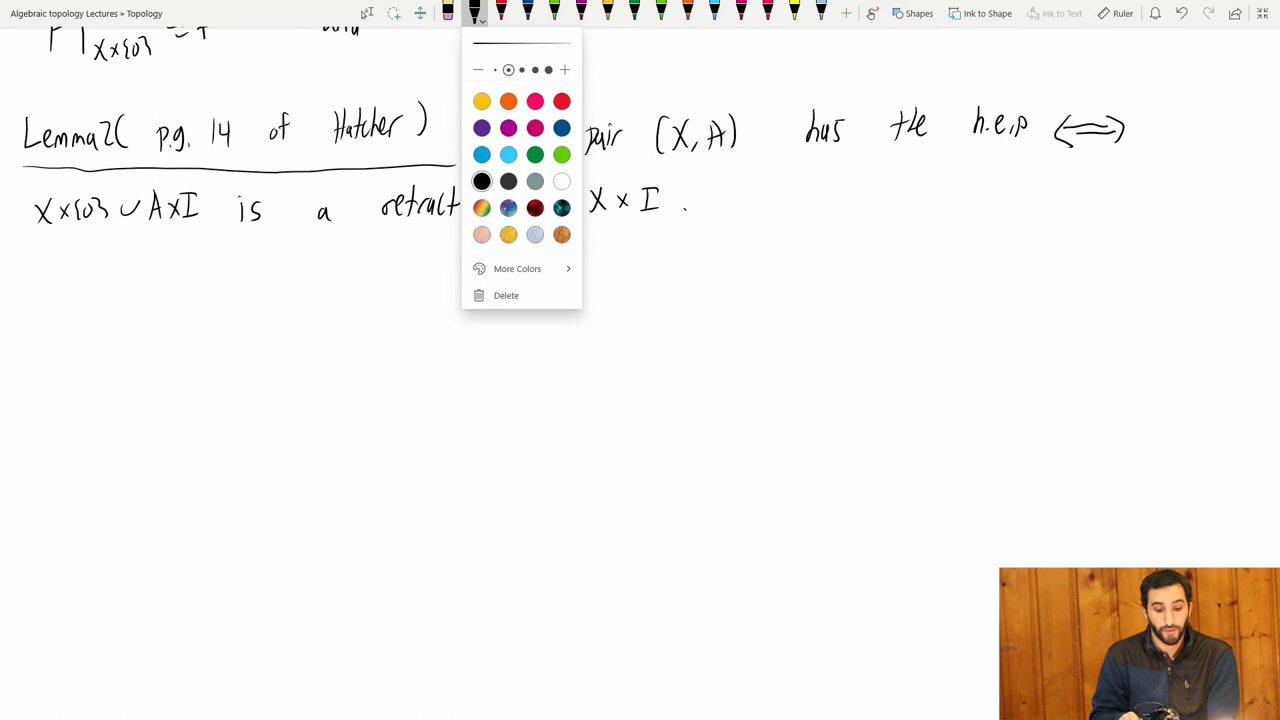 Algebraic topology Lectures » Topology
Shapes
Ink to Shape
Ink to Text
Ruler
X×{0}
Lemma2( p.g. 14 of Hatcher ) pair (X, A) has the h.e.p ⟺
X×{0} ∪ A×I is a retract X × I .
More Colors
Delete